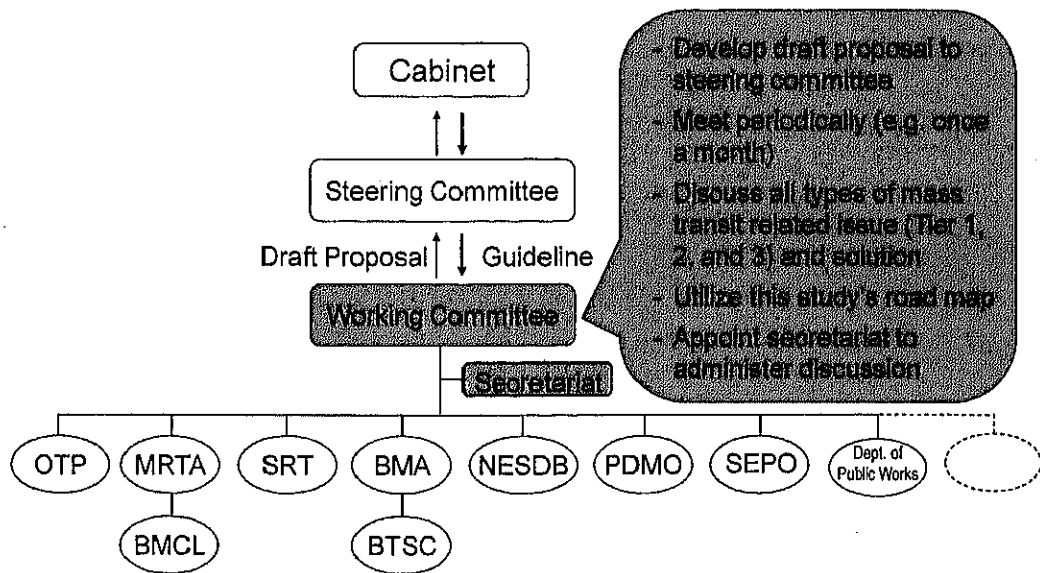 Cabinet
Steering Committee
Draft Proposal
Guideline
Working Committee
Secretariat
- Develop draft proposal to
steering committee
- Meet periodically (e.g. once
a month)
- Discuss all types of mass
transit related issue (Tier 1,
2, and 3) and solution
- Utilize this study's road map
- Appoint secretariat to
administer discussion
OTP
MRTA
SRT
BMA
NESDB
PDMO
SEPO
Dept. of
Public Works
BMCL
BTSC